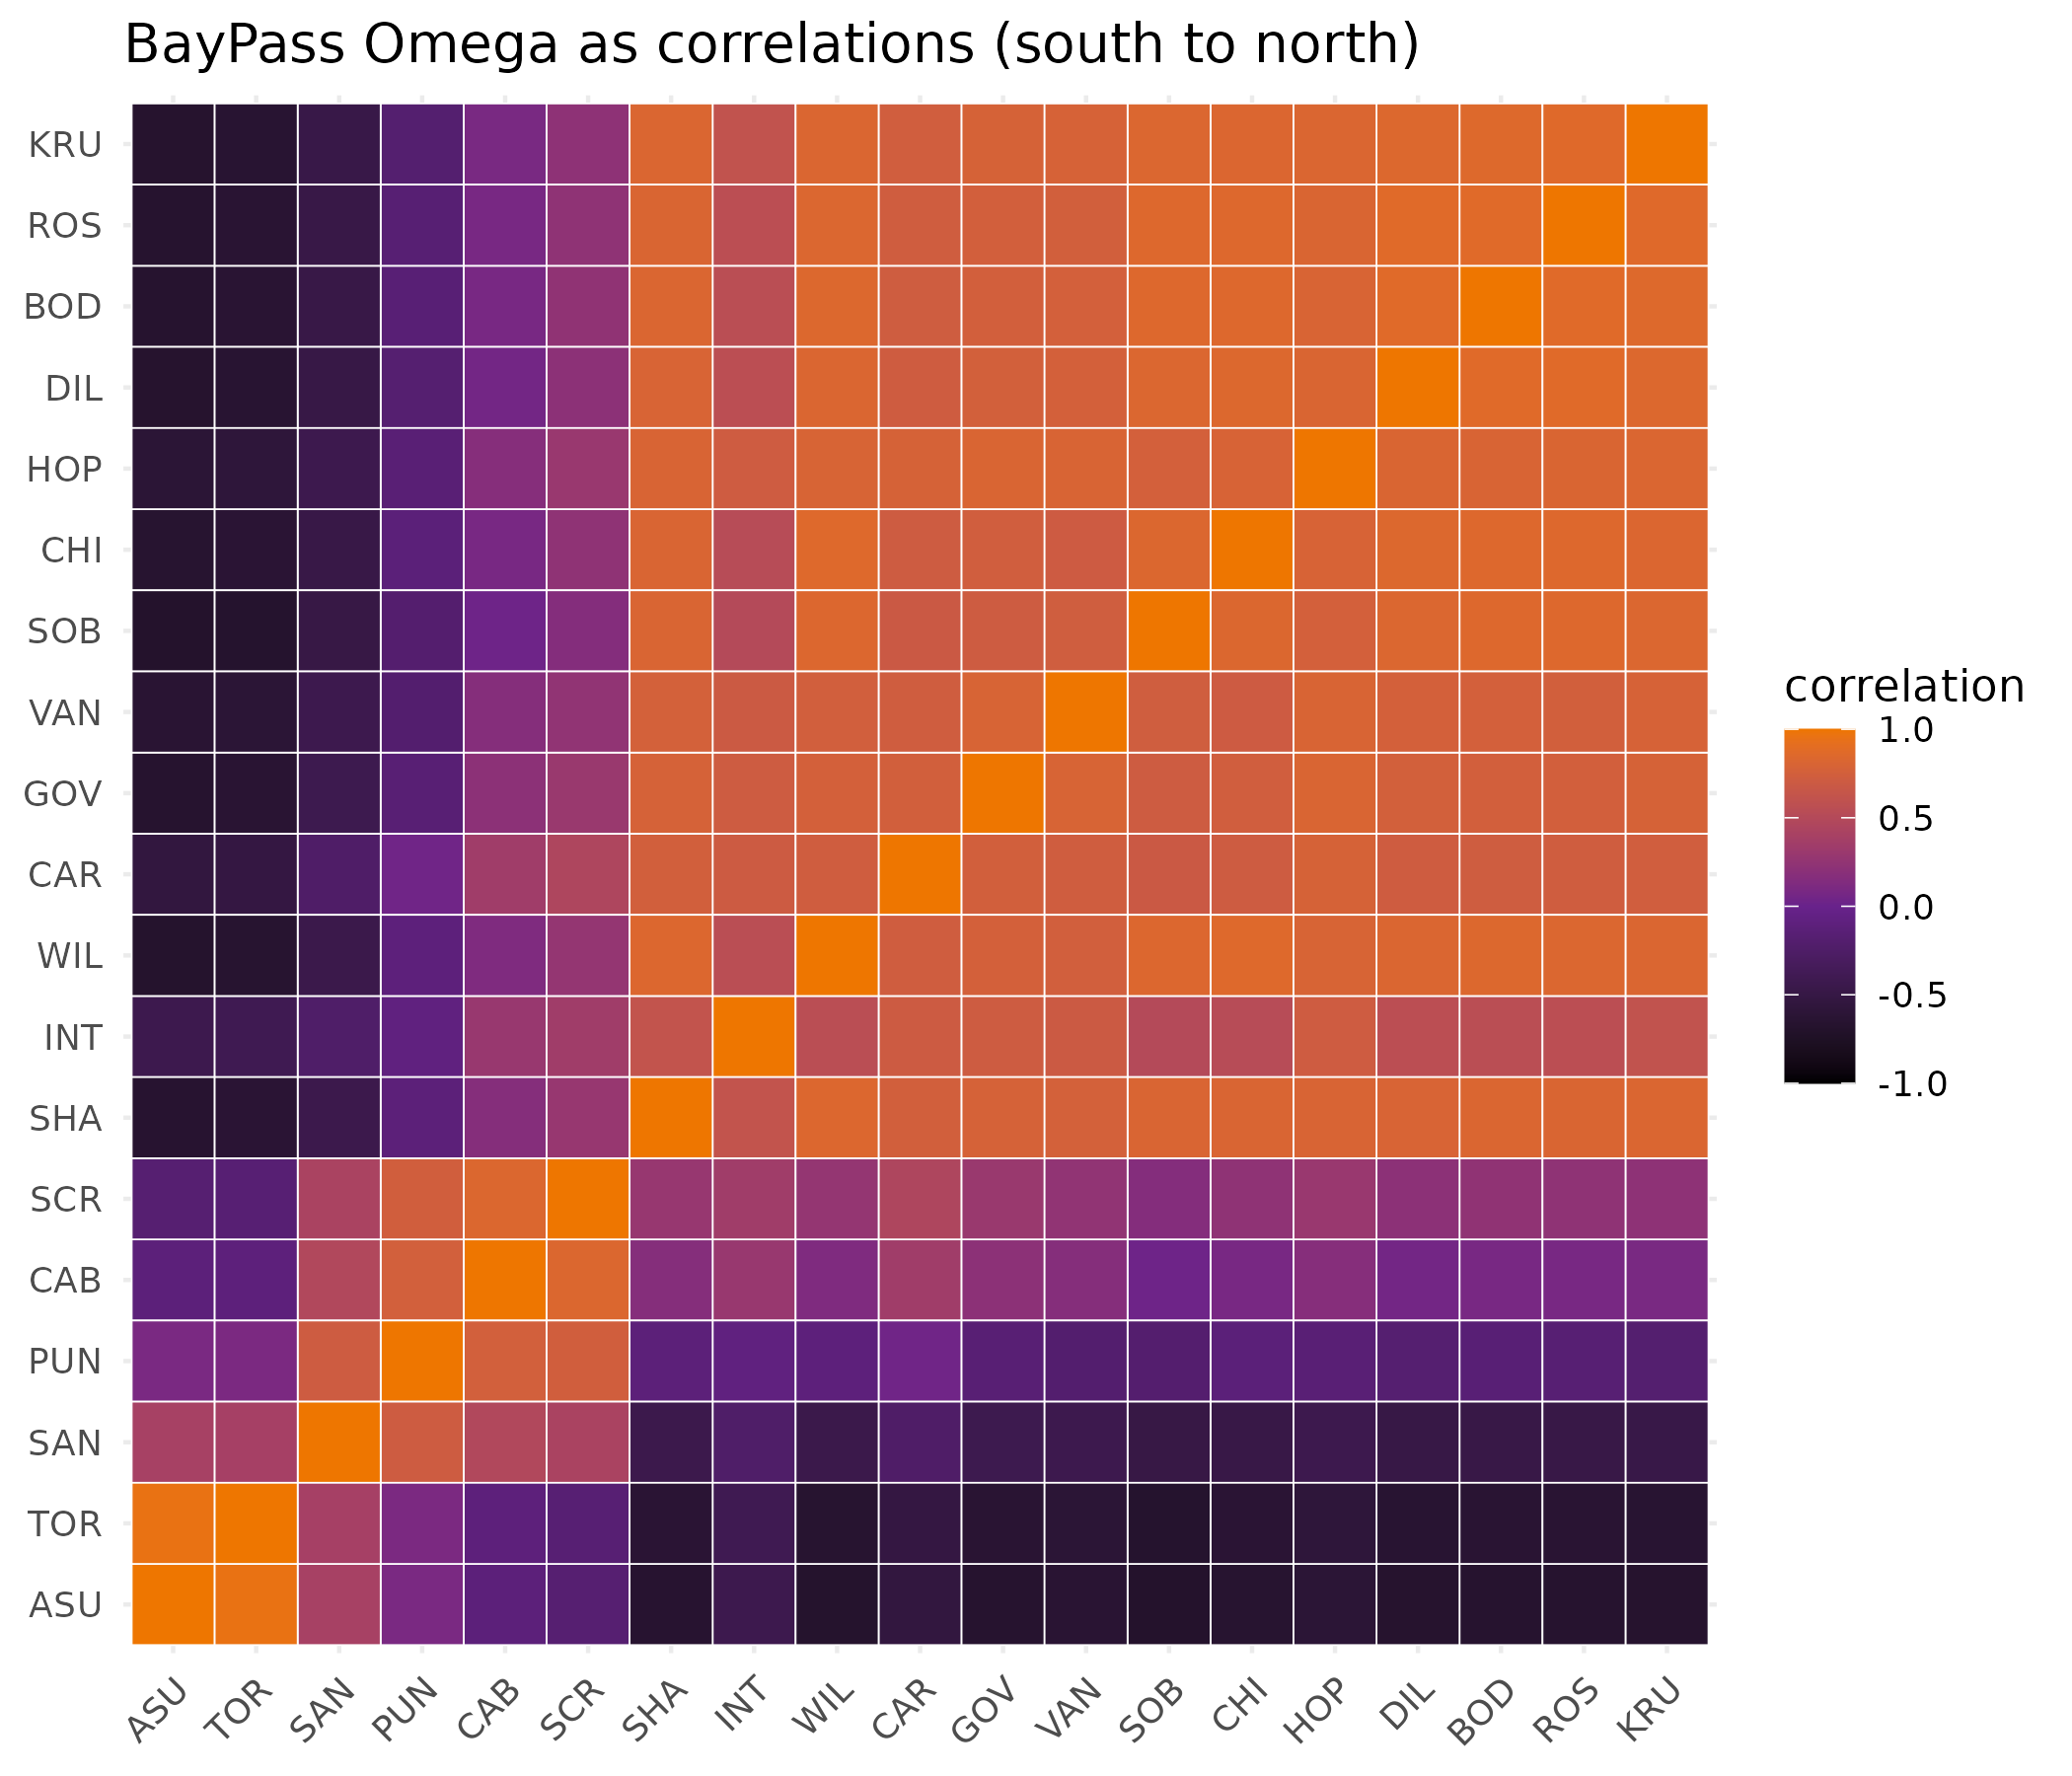 BayPass Omega as correlations (south to north)
KRU
ROS
BOD
DIL
HOP
CHI
SOB
VAN
GOV
CAR
WIL
INT
SHA
SCR
CAB
PUN
SAN
TOR
ASU
ASU TOR SAN PUN CAB SCR SHA INT WIL CAR GOV VAN SOB CHI HOP DIL BOD ROS KRU
correlation
1.0
0.5
0.0
-0.5
-1.0